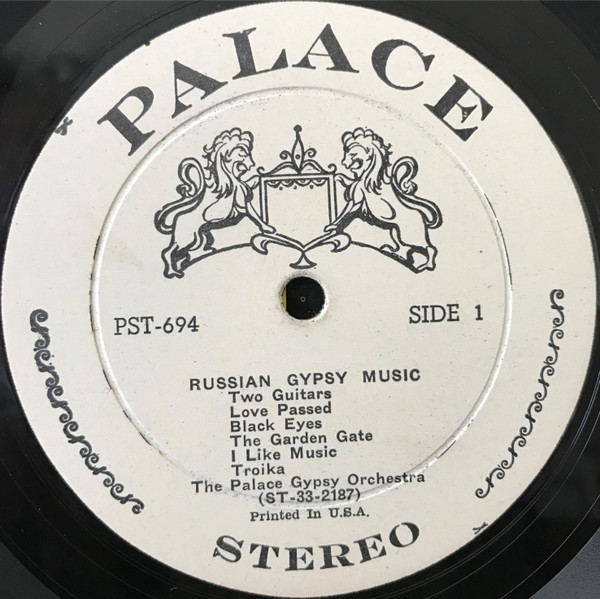 PALACE
PST-694
SIDE 1
RUSSIAN GYPSY MUSIC
Two Guitars
Love Passed
Black Eyes
The Garden Gate
I Like Music
Troika
The Palace Gypsy Orchestra
(ST-33-2187)
Printed In U.S.A.
STEREO